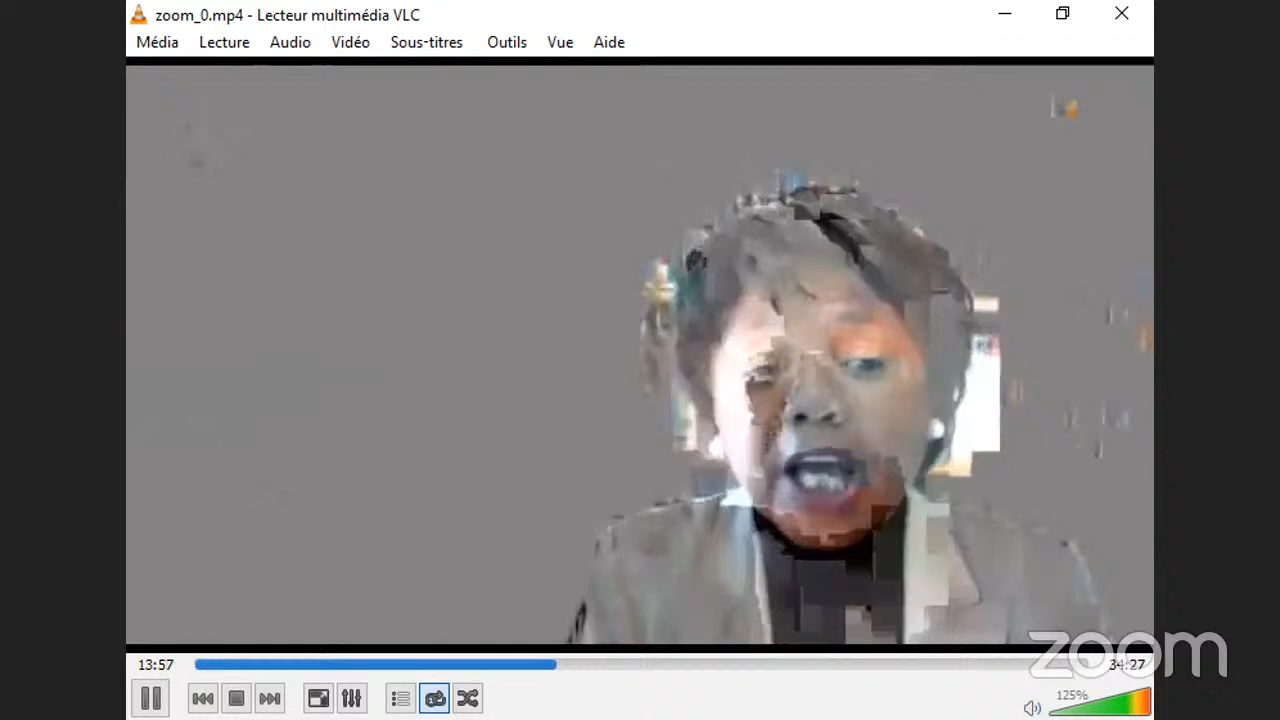 zoom_0.mp4 - Lecteur multimédia VLC
Média Lecture Audio Vidéo Sous-titres Outils Vue Aide
13:57
34:27
zoom
125%